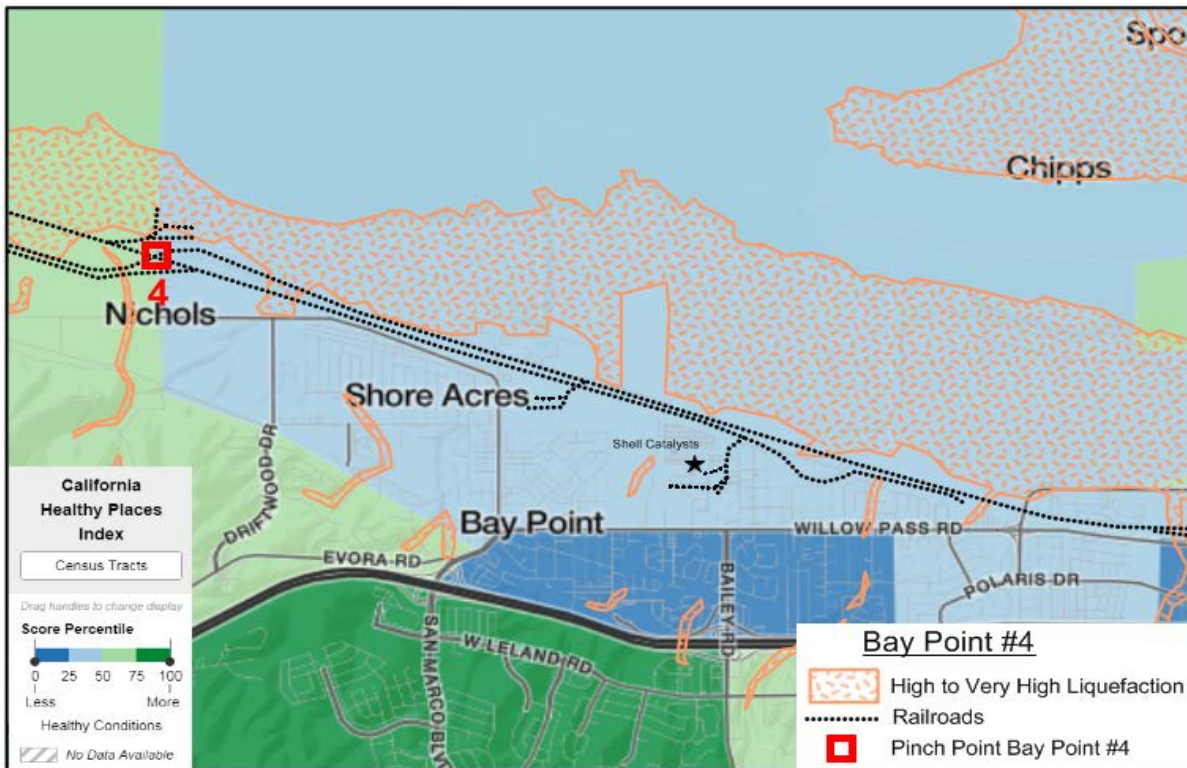 Spo
Chipps
4
Nichols
Shore Acres
Shell Catalysts
DRIFTWOOD DR
Bay Point
WILLOW PASS RD
EVORA RD
BAILEY RD
POLARIS DR
SAN MARCO BLV
W LELAND RD
California
Healthy Places
Index
Census Tracts
Drag handles to change display
Score Percentile
0 25 50 75 100
Less More
Healthy Conditions
No Data Available
Bay Point #4
High to Very High Liquefaction
Railroads
Pinch Point Bay Point #4